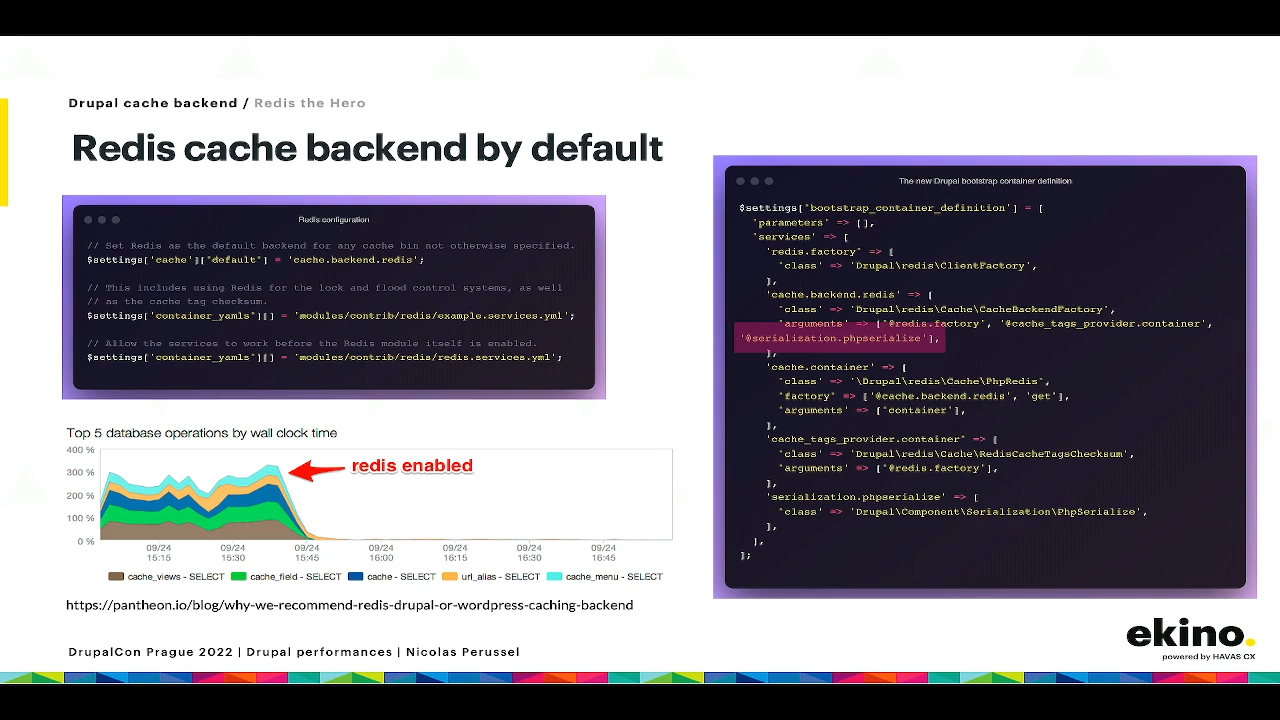 Drupal cache backend / Redis the Hero
Redis cache backend by default
Redis configuration
// Set Redis as the default backend for any cache bin not otherwise specified.
$settings['cache']['default'] = 'cache.backend.redis';
// This includes using Redis for the lock and flood control systems, as well
// as the cache tag checksum.
$settings['container_yamls'][] = 'modules/contrib/redis/example.services.yml';
// Allow the services to work before the Redis module itself is enabled.
$settings['container_yamls'][] = 'modules/contrib/redis/redis.services.yml';
Top 5 database operations by wall clock time
400 %
300 %
200 %
100 %
0 %
redis enabled
09/24 09/24 09/24 09/24 09/24 09/24 09/24
15:15 15:30 15:45 16:00 16:15 16:30 16:45
cache_views - SELECT cache_field - SELECT cache - SELECT url_alias - SELECT cache_menu - SELECT
https://pantheon.io/blog/why-we-recommend-redis-drupal-or-wordpress-caching-backend
The new Drupal bootstrap container definition
$settings['bootstrap_container_definition'] = [
'parameters' => [],
'services' => [
'redis.factory' => [
'class' => 'Drupal\redis\ClientFactory',
],
'cache.backend.redis' => [
'class' => 'Drupal\redis\Cache\CacheBackendFactory',
'arguments' => ['@redis.factory', '@cache_tags_provider.container',
'@serialization.phpserialize'],
],
'cache.container' => [
'class' => '\Drupal\redis\Cache\PhpRedis',
'factory' => ['@cache.backend.redis', 'get'],
'arguments' => ['container'],
],
'cache_tags_provider.container' => [
'class' => 'Drupal\redis\Cache\RedisCacheTagsChecksum',
'arguments' => ['@redis.factory'],
],
'serialization.phpserialize' => [
'class' => 'Drupal\Component\Serialization\PhpSerialize',
],
],
];
DrupalCon Prague 2022 | Drupal performances | Nicolas Perussel
ekino.
powered by HAVAS CX